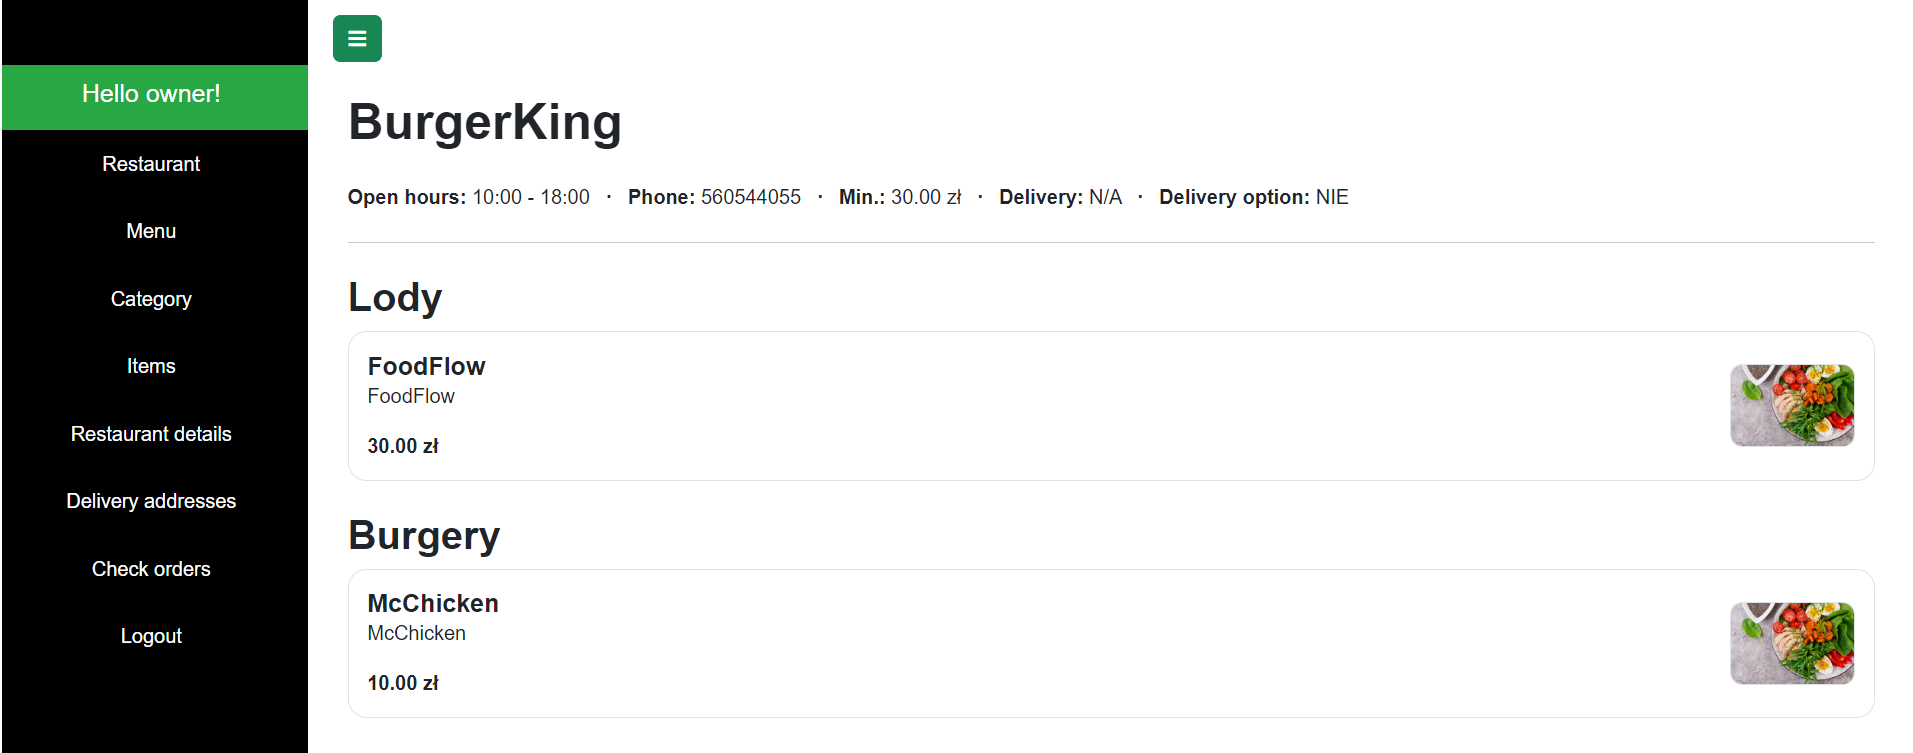 Hello owner!
Restaurant
Menu
Category
Items
Restaurant details
Delivery addresses
Check orders
Logout
BurgerKing
Open hours: 10:00 - 18:00 · Phone: 560544055 · Min.: 30.00 zł · Delivery: N/A · Delivery option: NIE
Lody
FoodFlow
FoodFlow
30.00 zł
Burgery
McChicken
McChicken
10.00 zł